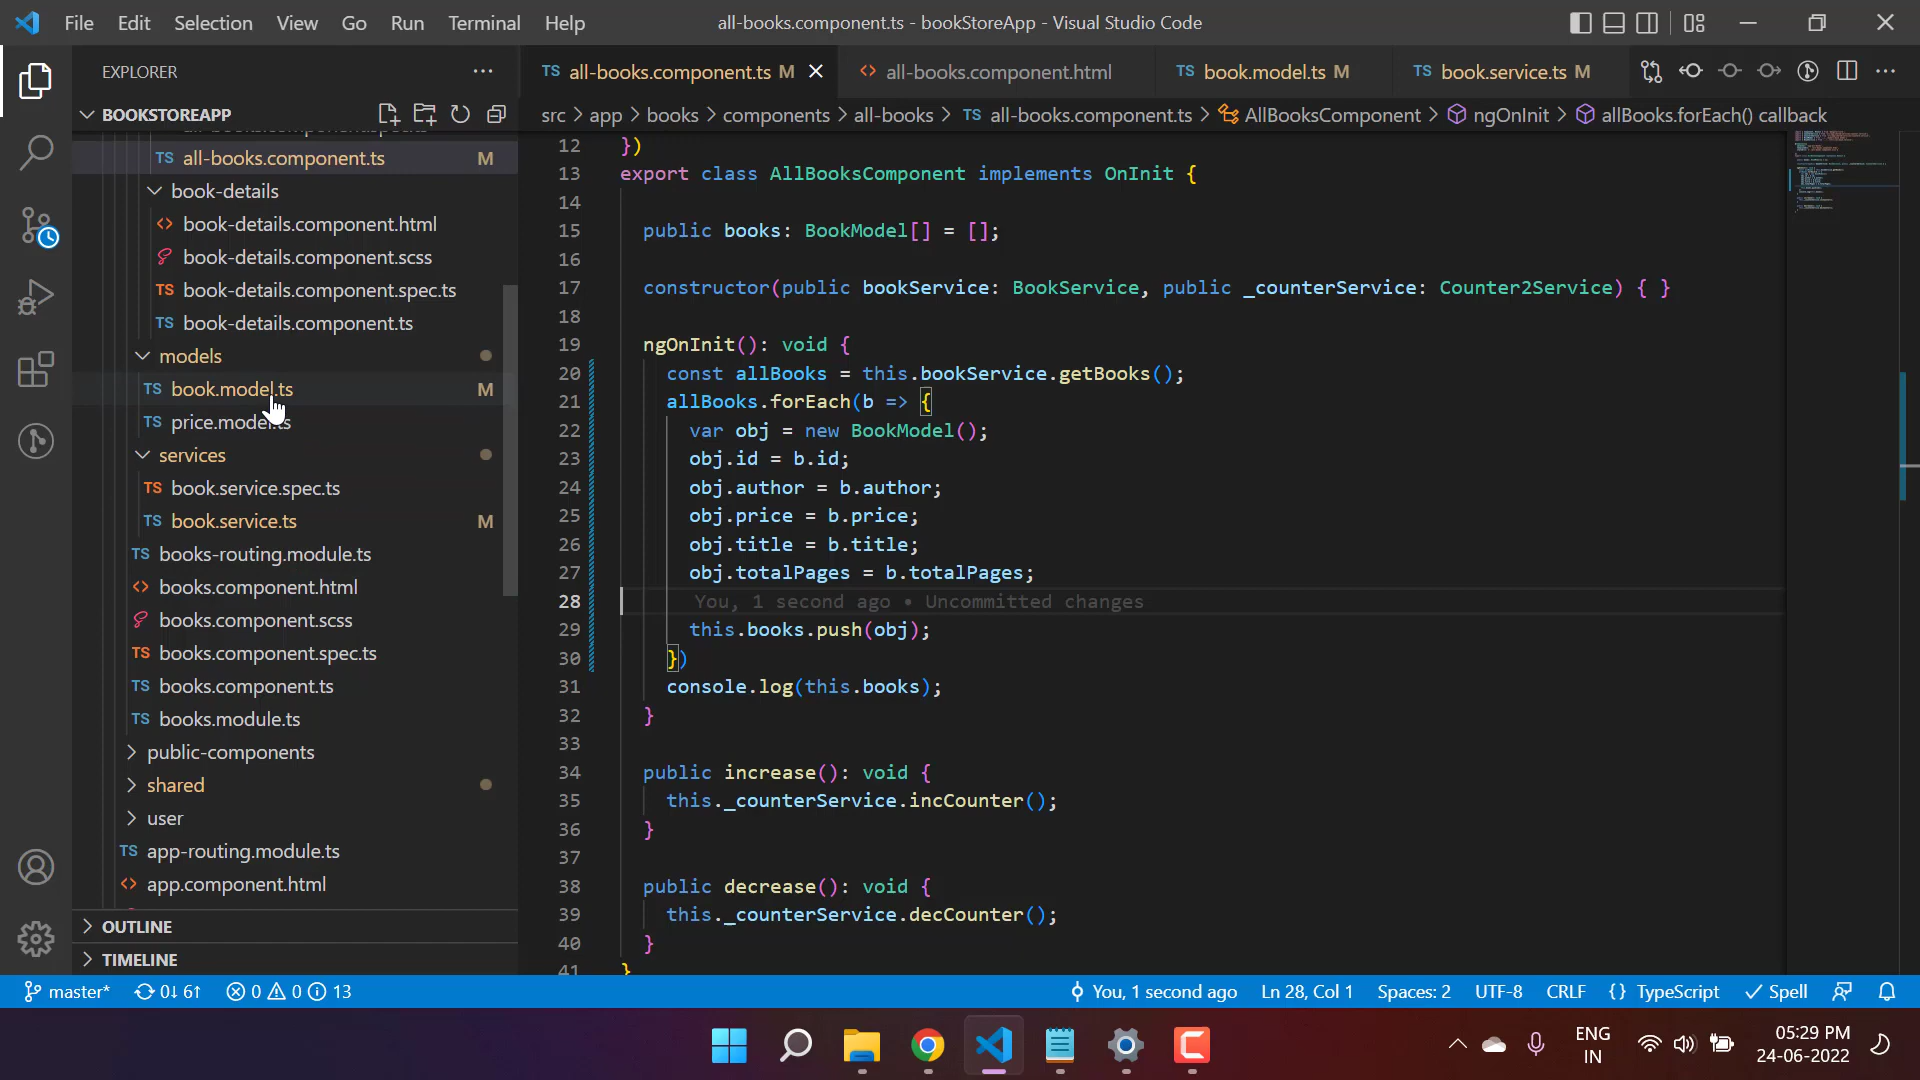 File Edit Selection View Go Run Terminal Help
all-books.component.ts - bookStoreApp - Visual Studio Code
EXPLORER
TS all-books.component.ts M
<> all-books.component.html
TS book.model.ts M
TS book.service.ts M
BOOKSTOREAPP
src > app > books > components > all-books > TS all-books.component.ts > AllBooksComponent > ngOnInit > allBooks.forEach() callback
TS all-books.component.ts M
book-details
<> book-details.component.html
book-details.component.scss
TS book-details.component.spec.ts
TS book-details.component.ts
models
TS book.model.ts M
TS price.model.ts
services
TS book.service.spec.ts
TS book.service.ts M
TS books-routing.module.ts
<> books.component.html
books.component.scss
TS books.component.spec.ts
TS books.component.ts
TS books.module.ts
public-components
shared
user
TS app-routing.module.ts
<> app.component.html
OUTLINE
TIMELINE
12 })
13 export class AllBooksComponent implements OnInit {
14
15 public books: BookModel[] = [];
16
17 constructor(public bookService: BookService, public _counterService: Counter2Service) { }
18
19 ngOnInit(): void {
20 const allBooks = this.bookService.getBooks();
21 allBooks.forEach(b => {
22 var obj = new BookModel();
23 obj.id = b.id;
24 obj.author = b.author;
25 obj.price = b.price;
26 obj.title = b.title;
27 obj.totalPages = b.totalPages;
28 You, 1 second ago • Uncommitted changes
29 this.books.push(obj);
30 })
31 console.log(this.books);
32 }
33
34 public increase(): void {
35 this._counterService.incCounter();
36 }
37
38 public decrease(): void {
39 this._counterService.decCounter();
40 }
41 }
master* 0↓ 6↑ 0 0 13
You, 1 second ago Ln 28, Col 1 Spaces: 2 UTF-8 CRLF {} TypeScript Spell
ENG
IN
05:29 PM
24-06-2022